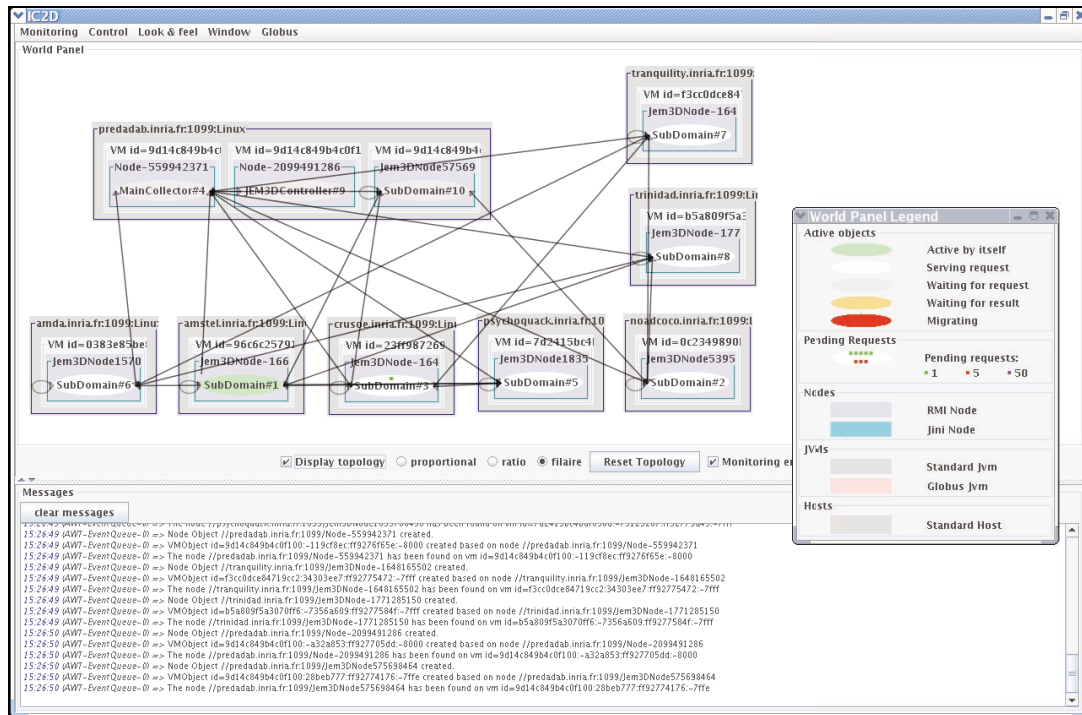 IC2D
Monitoring Control Look & feel Window Globus
World Panel
tranquility.inria.fr:1099:
VM id=f3cc0dce84
Jem3DNode-164
SubDomain#7
predadab.inria.fr:1099:Linux
VM id=9d14c849b4c
VM id=9d14c849b4c0f1
VM id=9d14c849b4
Node-559942371
Node-2099491286
Jem3DNode57569
MainCollector#4
JEM3DController#9
SubDomain#10
trinidad.inria.fr:1099:Li
VM id=b5a809f5a3
Jem3DNode-177
SubDomain#8
amda.inria.fr:1099:Linu
VM id=0383e85be
Jem3DNode1570
SubDomain#6
amstel.inria.fr:1099:Lin
VM id=96c6c2579
Jem3DNode-166
SubDomain#1
crusoe.inria.fr:1099:Lin
VM id=23ff987269
Jem3DNode-164
SubDomain#3
psychoquack.inria.fr:10
VM id=7d2415bc4
Jem3DNode1835
SubDomain#5
noadcoco.inria.fr:1099:
VM id=0c2349890
Jem3DNode5395
SubDomain#2
World Panel Legend
Active objects
Active by itself
Serving request
Waiting for request
Waiting for result
Migrating
Pending Requests
Pending requests:
1 5 50
Nodes
RMI Node
Jini Node
JVMs
Standard Jvm
Globus Jvm
Hosts
Standard Host
Display topology proportional ratio filaire Reset Topology Monitoring en
Messages
clear messages
15:26:49 (AWT-EventQueue-0) => Node Object //predadab.inria.fr:1099/Node-559942371 created.
15:26:49 (AWT-EventQueue-0) => VMObject id=9d14c849b4c0f100:-119cf8ec:ff9276f65e:-8000 created based on node //predadab.inria.fr:1099/Node-559942371
15:26:49 (AWT-EventQueue-0) => The node //predadab.inria.fr:1099/Node-559942371 has been found on vm id=9d14c849b4c0f100:-119cf8ec:ff9276f65e:-8000
15:26:49 (AWT-EventQueue-0) => Node Object //tranquility.inria.fr:1099/Jem3DNode-1648165502 created.
15:26:49 (AWT-EventQueue-0) => VMObject id=f3cc0dce84719cc2:34303ee7:ff92775472:-7fff created based on node //tranquility.inria.fr:1099/Jem3DNode-1648165502
15:26:49 (AWT-EventQueue-0) => The node //tranquility.inria.fr:1099/Jem3DNode-1648165502 has been found on vm id=f3cc0dce84719cc2:34303ee7:ff92775472:-7fff
15:26:49 (AWT-EventQueue-0) => Node Object //trinidad.inria.fr:1099/Jem3DNode-1771285150 created.
15:26:49 (AWT-EventQueue-0) => VMObject id=b5a809f5a3070ff6:-7356a609:ff9277584f:-7fff created based on node //trinidad.inria.fr:1099/Jem3DNode-1771285150
15:26:49 (AWT-EventQueue-0) => The node //trinidad.inria.fr:1099/Jem3DNode-1771285150 has been found on vm id=b5a809f5a3070ff6:-7356a609:ff9277584f:-7fff
15:26:50 (AWT-EventQueue-0) => Node Object //predadab.inria.fr:1099/Node-2099491286 created.
15:26:50 (AWT-EventQueue-0) => VMObject id=9d14c849b4c0f100:-a32a853:ff927705dd:-8000 created based on node //predadab.inria.fr:1099/Node-2099491286
15:26:50 (AWT-EventQueue-0) => The node //predadab.inria.fr:1099/Node-2099491286 has been found on vm id=9d14c849b4c0f100:-a32a853:ff927705dd:-8000
15:26:50 (AWT-EventQueue-0) => Node Object //predadab.inria.fr:1099/Jem3DNode575698464 created.
15:26:50 (AWT-EventQueue-0) => VMObject id=9d14c849b4c0f100:28beb777:ff92774176:-7ffe created based on node //predadab.inria.fr:1099/Jem3DNode575698464
15:26:50 (AWT-EventQueue-0) => The node //predadab.inria.fr:1099/Jem3DNode575698464 has been found on vm id=9d14c849b4c0f100:28beb777:ff92774176:-7ffe